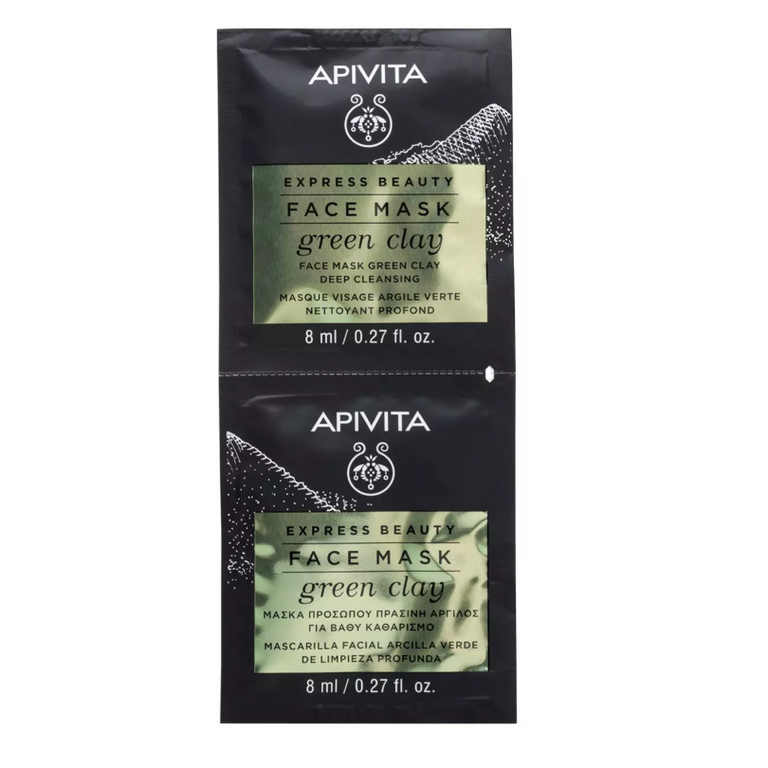 APIVITA
EXPRESS BEAUTY
FACE MASK
green clay
FACE MASK GREEN CLAY
DEEP CLEANSING
MASQUE VISAGE ARGILE VERTE
NETTOYANT PROFOND
8 ml / 0.27 fl. oz.
APIVITA
EXPRESS BEAUTY
FACE MASK
green clay
ΜΑΣΚΑ ΠΡΟΣΩΠΟΥ ΠΡΑΣΙΝΗ ΑΡΓΙΛΟΣ
ΓΙΑ ΒΑΘΥ ΚΑΘΑΡΙΣΜΟ
MASCARILLA FACIAL ARCILLA VERDE
DE LIMPIEZA PROFUNDA
8 ml / 0.27 fl. oz.